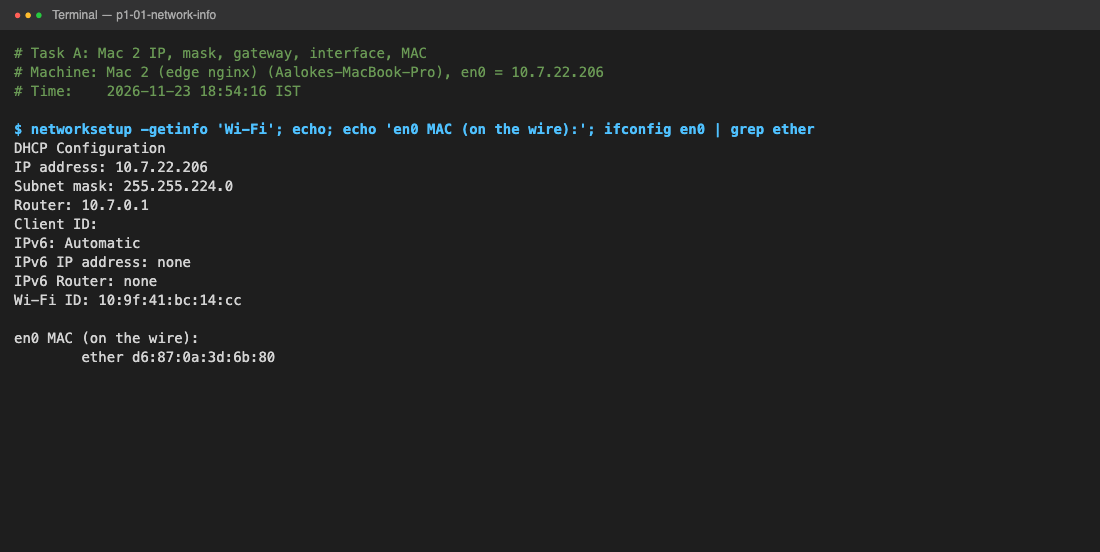 Terminal — p1-01-network-info
# Task A: Mac 2 IP, mask, gateway, interface, MAC
# Machine: Mac 2 (edge nginx) (Aalokes-MacBook-Pro), en0 = 10.7.22.206
# Time:    2026-11-23 18:54:16 IST
$ networksetup -getinfo 'Wi-Fi'; echo; echo 'en0 MAC (on the wire):'; ifconfig en0 | grep ether
DHCP Configuration
IP address: 10.7.22.206
Subnet mask: 255.255.224.0
Router: 10.7.0.1
Client ID:
IPv6: Automatic
IPv6 IP address: none
IPv6 Router: none
Wi-Fi ID: 10:9f:41:bc:14:cc
en0 MAC (on the wire):
        ether d6:87:0a:3d:6b:80